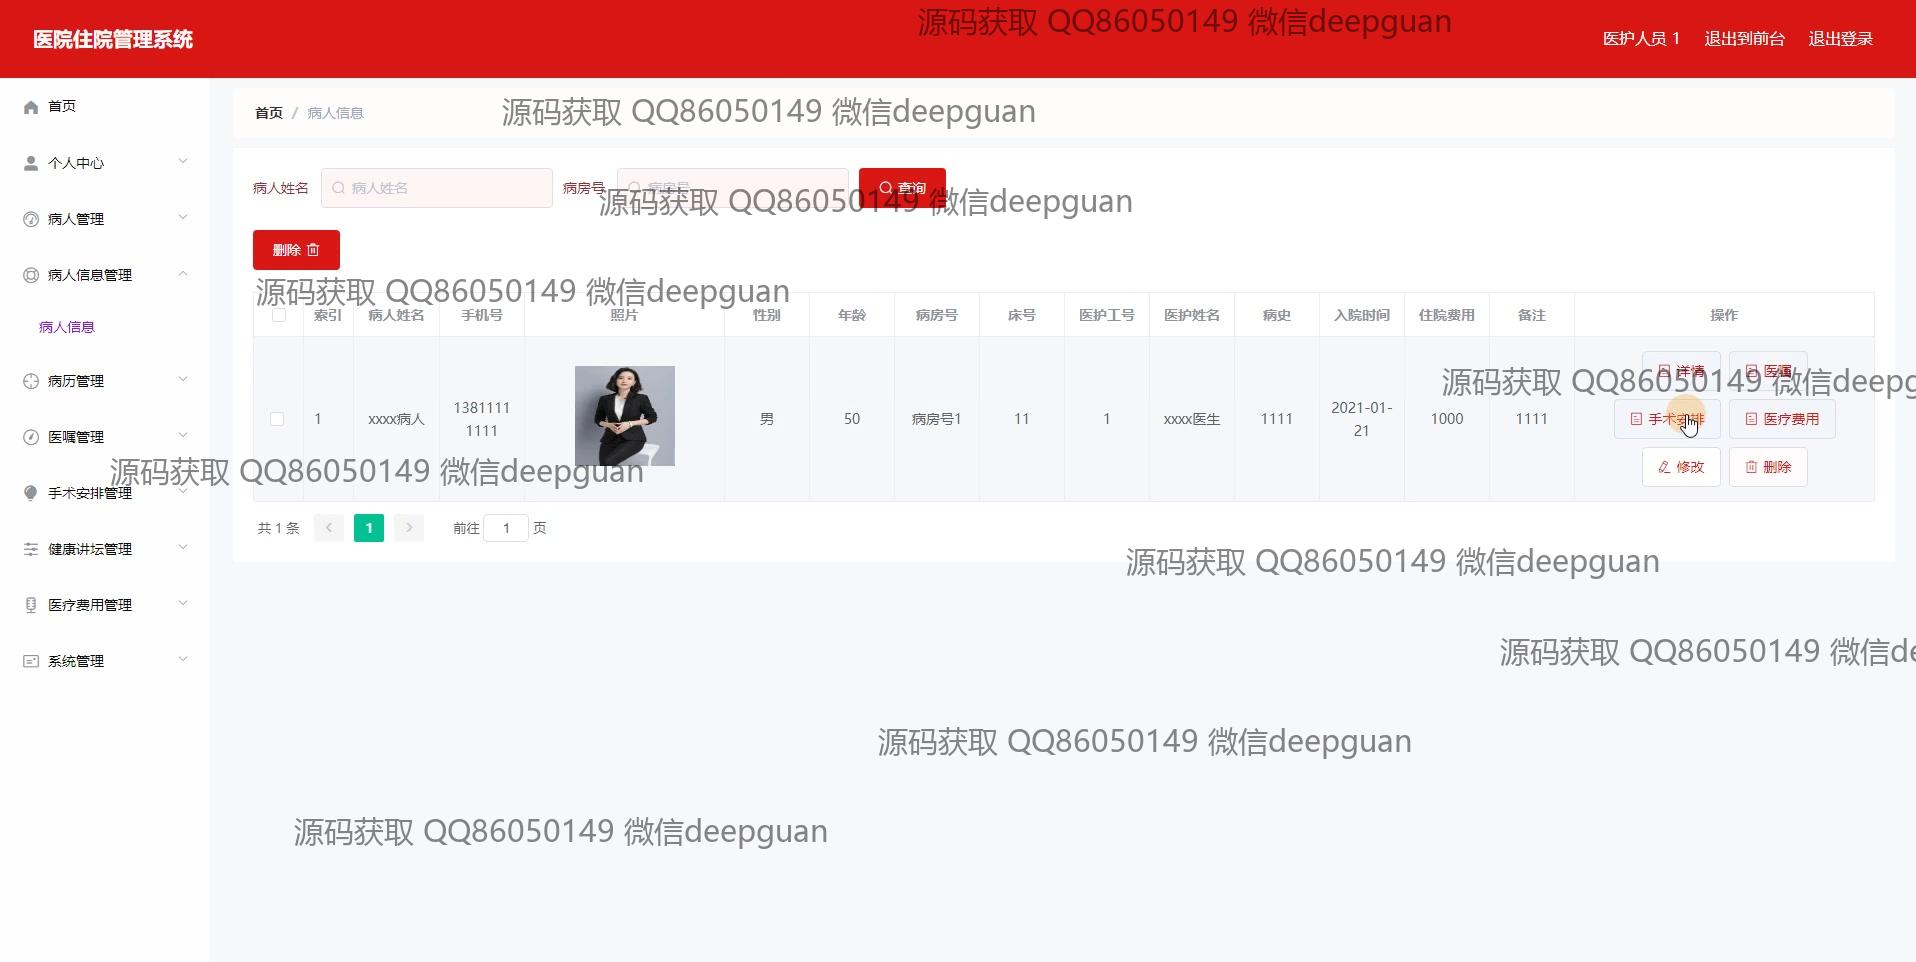 源码获取 QQ86050149 微信deepguan
医院住院管理系统
医护人员 1 退出到前台 退出登录
首页
个人中心
病人管理
病人信息管理
病人信息
病历管理
医嘱管理
手术安排管理
健康讲坛管理
医疗费用管理
系统管理
首页 / 病人信息
源码获取 QQ86050149 微信deepguan
病人姓名 病人姓名 病房号 病房号 查询
源码获取 QQ86050149 微信deepguan
删除
源码获取 QQ86050149 微信deepguan
索引 病人姓名 手机号 照片 性别 年龄 病房号 床号 医护工号 医护姓名 病史 入院时间 住院费用 备注 操作
1 xxxx病人 1381111 男 50 病房号1 11 1 xxxx医生 1111 2021-01- 1000 1111
1111 21
详情 医嘱
源码获取 QQ86050149 微信deepg
手术安排 医疗费用
修改 删除
源码获取 QQ86050149 微信deepguan
共 1 条 1 前往 1 页
源码获取 QQ86050149 微信deepguan
源码获取 QQ86050149 微信de
源码获取 QQ86050149 微信deepguan
源码获取 QQ86050149 微信deepguan